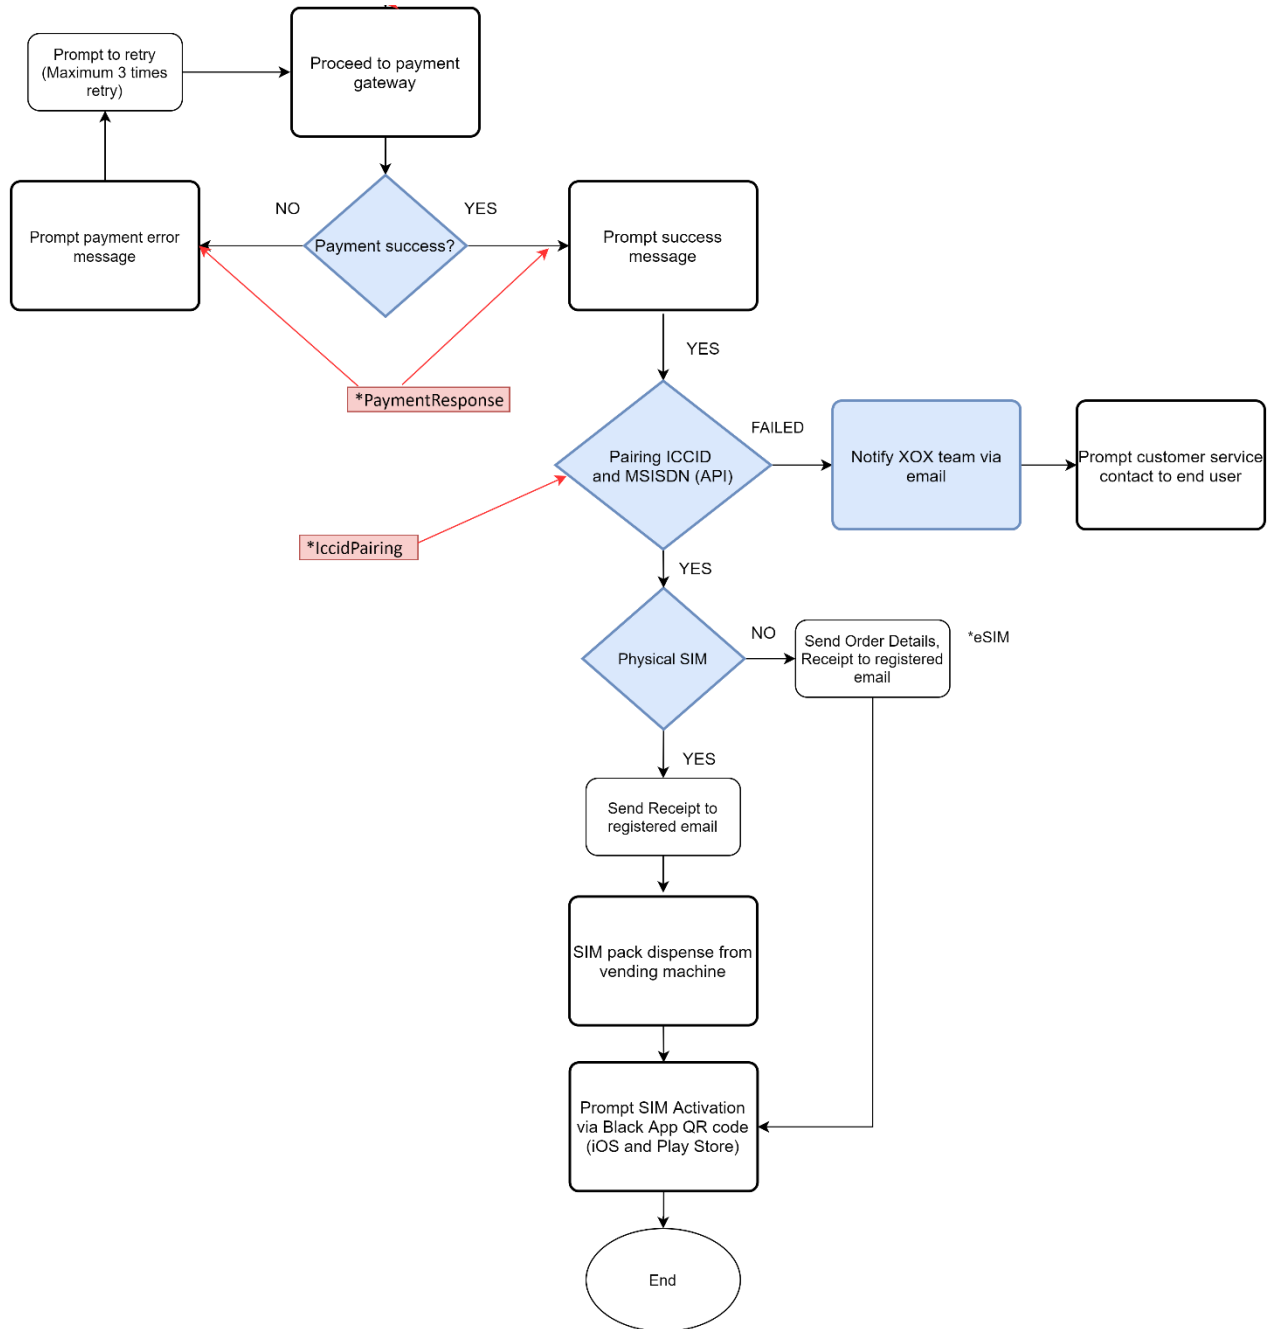 Prompt to retry
(Maximum 3 times
retry)
Proceed to payment
gateway
NO
YES
Prompt payment error
message
Payment success?
Prompt success
message
YES
*PaymentResponse
FAILED
Pairing ICCID
and MSISDN (API)
Notify XOX team via
email
Prompt customer service
contact to end user
*IccidPairing
YES
NO
Physical SIM
Send Order Details,
Receipt to registered
email
*eSIM
YES
Send Receipt to
registered email
SIM pack dispense from
vending machine
Prompt SIM Activation
via Black App QR code
(iOS and Play Store)
End